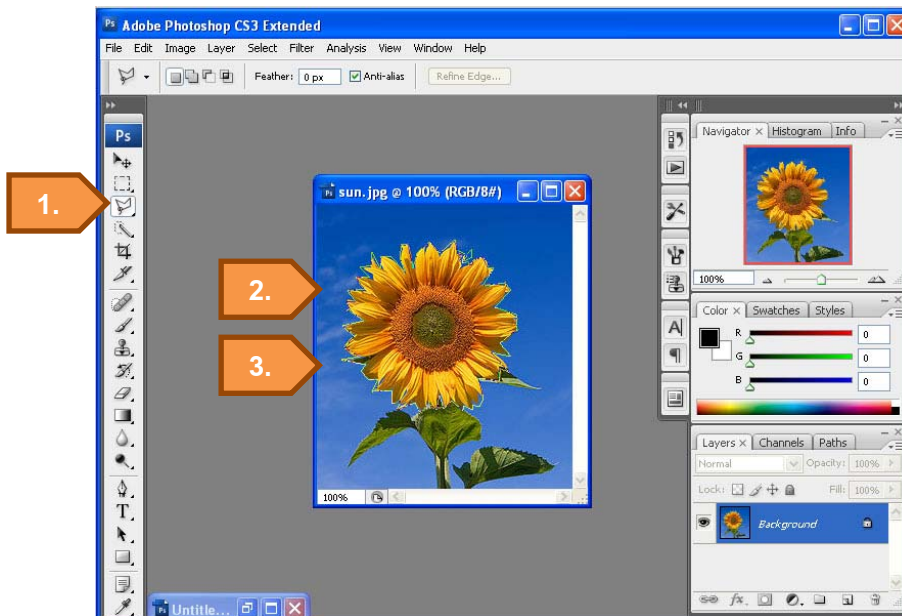 Ps Adobe Photoshop CS3 Extended
File Edit Image Layer Select Filter Analysis View Window Help
Feather: 0 px Anti-alias Refine Edge...
Ps
1.
sun.jpg @ 100% (RGB/8#)
2.
3.
100%
Untitle...
Navigator × Histogram Info
100%
Color × Swatches Styles
R 0
G 0
B 0
A
Layers × Channels Paths
Normal Opacity: 100%
Lock: Fill: 100%
Background
fx.
T